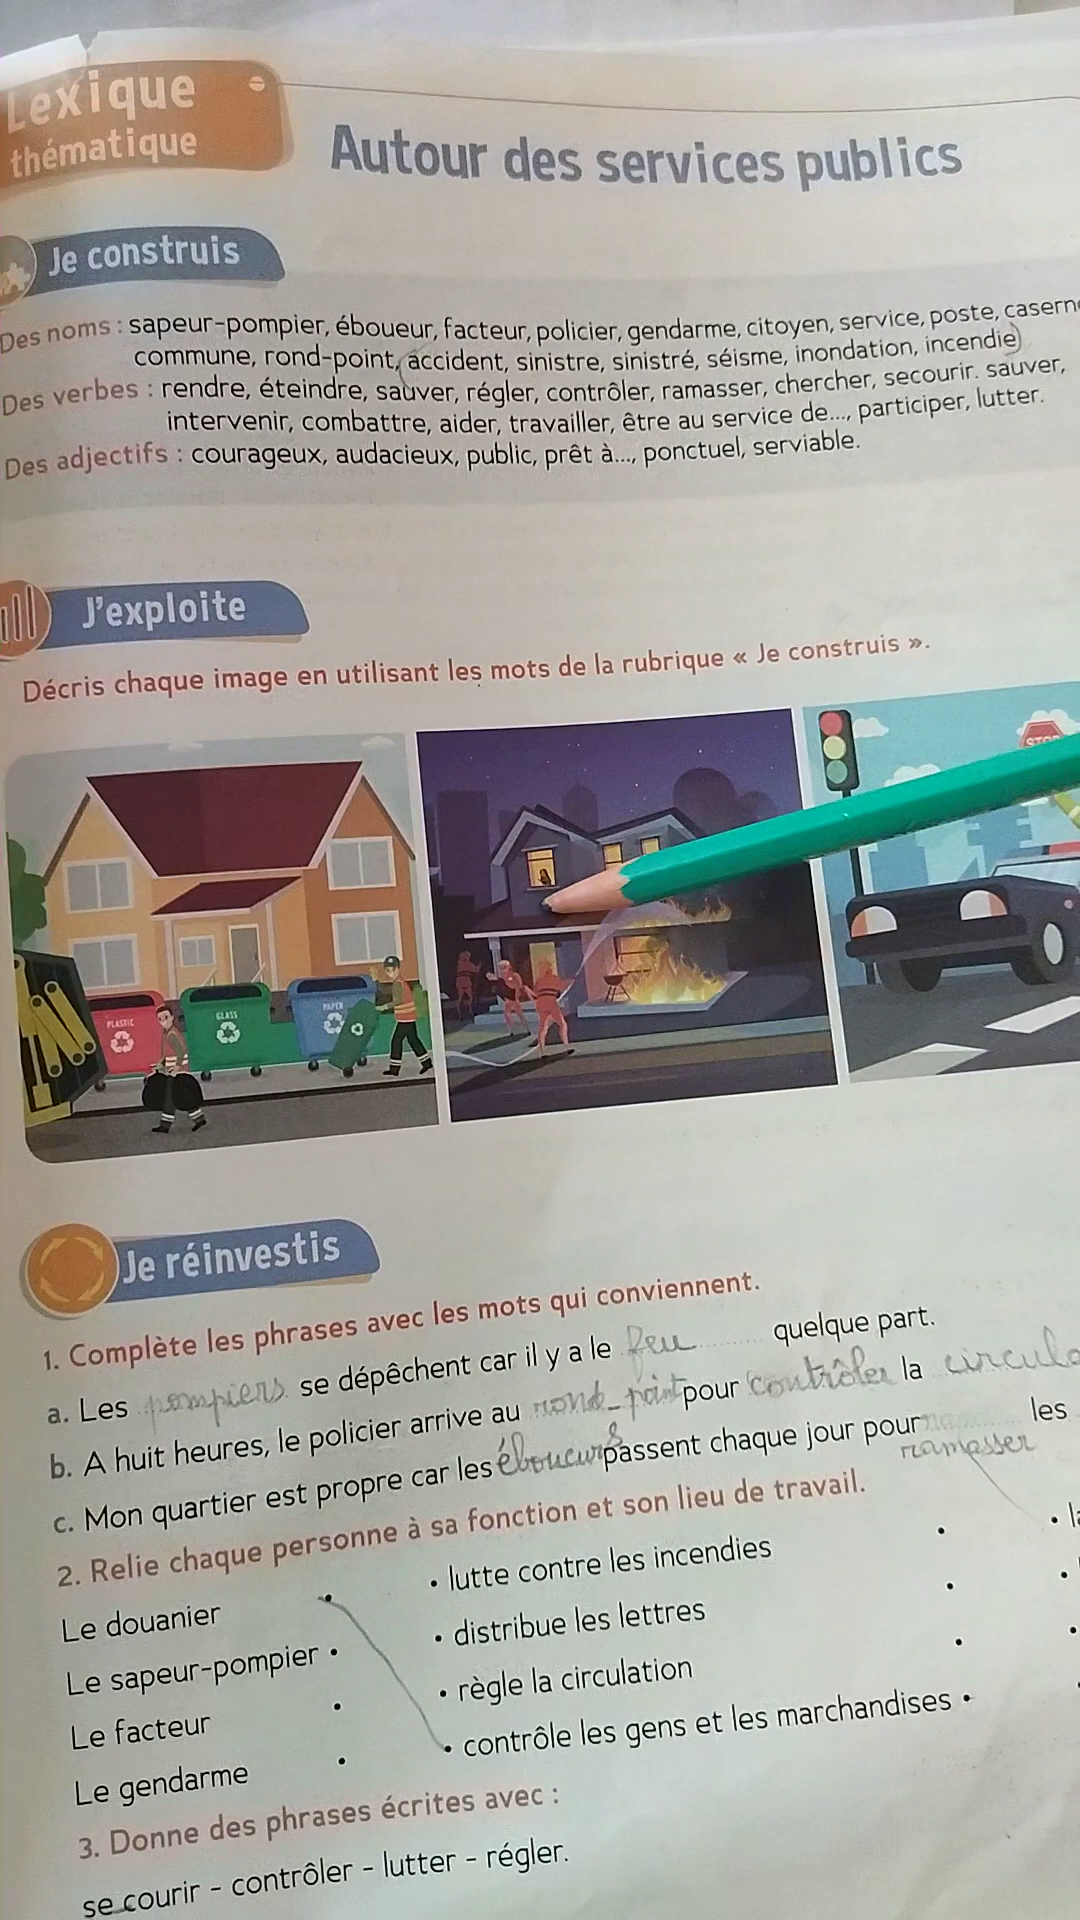 Lexique
thématique
Autour des services publics
Je construis
Des noms : sapeur-pompier, éboueur, facteur, policier, gendarme, citoyen, service, poste, caserne
commune, rond-point, accident, sinistre, sinistré, séisme, inondation, incendie
Des verbes : rendre, éteindre, sauver, régler, contrôler, ramasser, chercher, secourir. sauver,
intervenir, combattre, aider, travailler, être au service de..., participer, lutter.
Des adjectifs : courageux, audacieux, public, prêt à..., ponctuel, serviable.
J'exploite
Décris chaque image en utilisant les mots de la rubrique « Je construis ».
STOP
PLASTIC
GLASS
PAPER
Je réinvestis
1. Complète les phrases avec les mots qui conviennent.
a. Les pompiers se dépêchent car il y a le feu quelque part.
b. A huit heures, le policier arrive au rond-point pour contrôler la circula
c. Mon quartier est propre car les éboueurs passent chaque jour pour les
ramasser
2. Relie chaque personne à sa fonction et son lieu de travail.
Le douanier • • lutte contre les incendies • • la
Le sapeur-pompier • • distribue les lettres • •
Le facteur • • règle la circulation • •
Le gendarme • • contrôle les gens et les marchandises •
3. Donne des phrases écrites avec :
se courir - contrôler - lutter - régler.